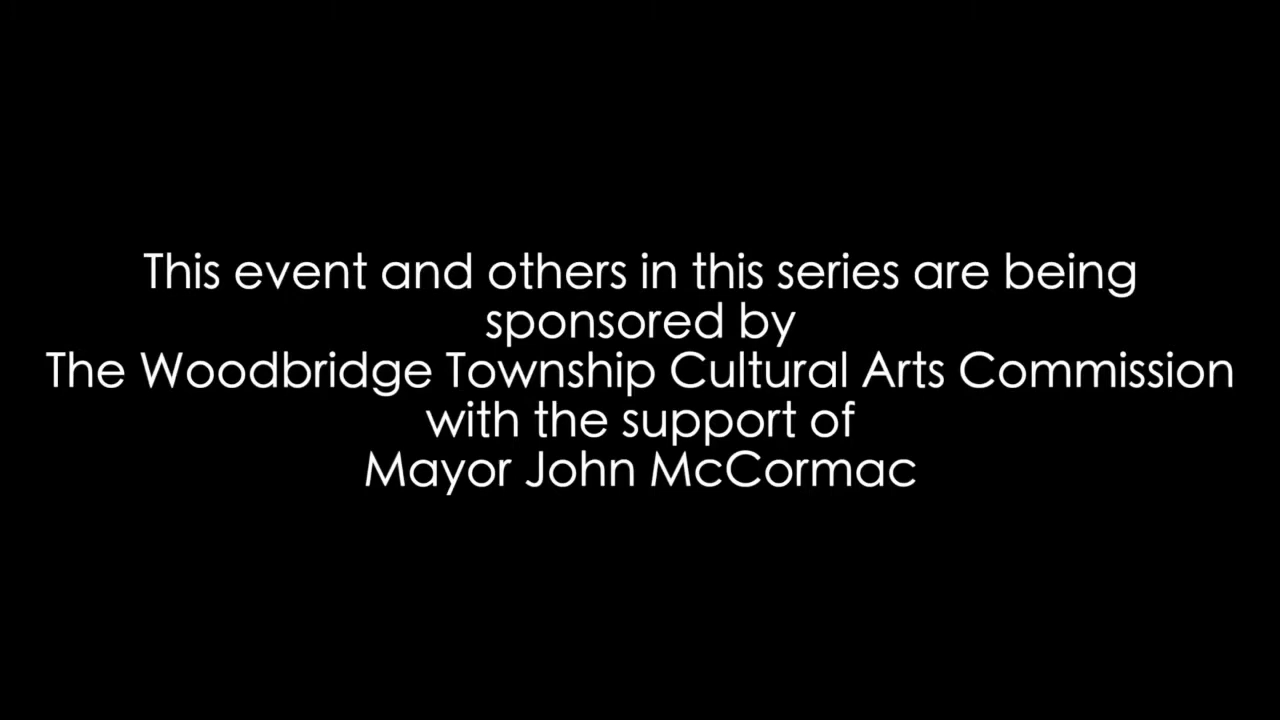 This event and others in this series are being
sponsored by
The Woodbridge Township Cultural Arts Commission
with the support of
Mayor John McCormac